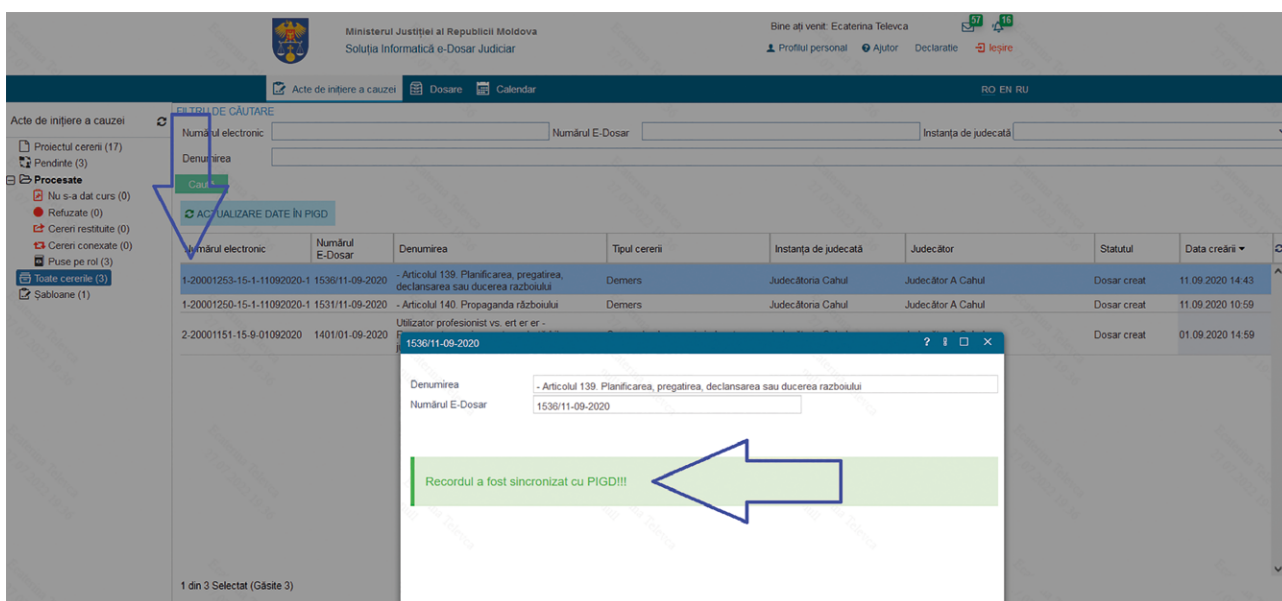 Ministerul Justiției al Republicii Moldova
Soluția Informatică e-Dosar Judiciar
Bine ați venit: Ecaterina Televca
57
16
Profilul personal
Ajutor
Declaratie
Ieșire
Acte de inițiere a cauzei
Dosare
Calendar
RO EN RU
Acte de inițiere a cauzei
Proiectul cererii (17)
Pendinte (3)
Procesate
Nu s-a dat curs (0)
Refuzate (0)
Cereri restituite (0)
Cereri conexate (0)
Puse pe rol (3)
Toate cererile (3)
Șabloane (1)
FILTRU DE CĂUTARE
Numărul electronic
Numărul E-Dosar
Instanța de judecată
Denumirea
ACTUALIZARE DATE ÎN PIGD
Numărul electronic
Numărul E-Dosar
Denumirea
Tipul cererii
Instanța de judecată
Judecător
Statutul
Data creării
1-20001253-15-1-11092020-1
1536/11-09-2020
- Articolul 139. Planificarea, pregatirea,
declansarea sau ducerea razboiului
Demers
Judecătoria Cahul
Judecător A Cahul
Dosar creat
11.09.2020 14:43
1-20001250-15-1-11092020-1
1531/11-09-2020
- Articolul 140. Propaganda războiului
Demers
Judecătoria Cahul
Judecător A Cahul
Dosar creat
11.09.2020 10:59
2-20001151-15-9-01092020
1401/01-09-2020
Utilizator profesionist vs. ert er er -
Dosar creat
01.09.2020 14:59
1536/11-09-2020
Denumirea
- Articolul 139. Planificarea, pregatirea, declansarea sau ducerea razboiului
Numărul E-Dosar
1536/11-09-2020
Recordul a fost sincronizat cu PIGD!!!
1 din 3 Selectat (Găsite 3)